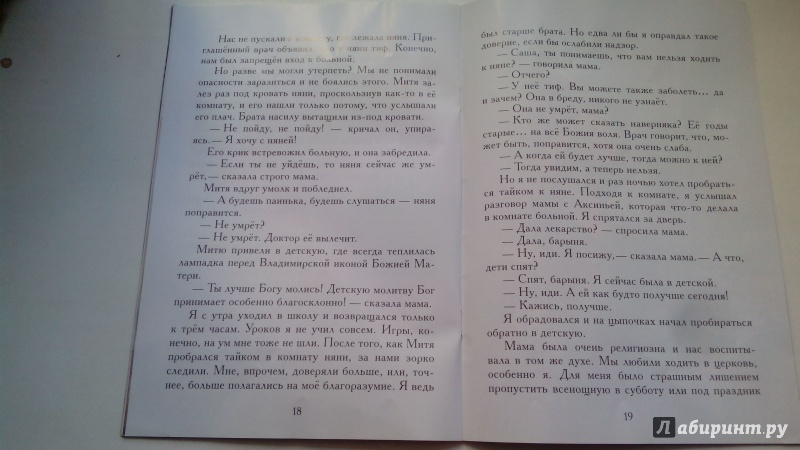 Нас не пускали в комнату, где лежала няня. При-
глашённый врач объявил, что у няни тиф. Конечно,
нам был запрещён вход к больной.
Но разве мы могли утерпеть? Мы не понимали
опасности заразиться и не боялись этого. Митя за-
лез раз под кровать няни, проскользнув как-то в её
комнату, и его нашли только потому, что услышали
его плач. Брата насилу вытащили из-под кровати.
— Не пойду, не пойду! — кричал он, упира-
ясь.— Я хочу с няней!
Его крик встревожил больную, и она забредила.
— Если ты не уйдёшь, то няня сейчас же ум-
рёт,— сказала строго мама.
Митя вдруг умолк и побледнел.
— А будешь паинька, будешь слушаться — няня
поправится.
— Не умрёт?
— Не умрёт. Доктор её вылечит.
Митю привели в детскую, где всегда теплилась
лампадка перед Владимирской иконой Божией Ма-
тери.
— Ты лучше Богу молись! Детскую молитву Бог
принимает особенно благосклонно! — сказала мама.
Я с утра уходил в школу и возвращался только
к трём часам. Уроков я не учил совсем. Игры, ко-
нечно, на ум мне тоже не шли. После того, как Митя
пробрался тайком в комнату няни, за нами зорко
следили. Мне, впрочем, доверяли больше, или, точ-
нее, больше полагались на моё благоразумие. Я ведь
18
был старше брата. Но едва ли бы я оправдал такое
доверие, если бы ослабили надзор.
— Саша, ты понимаешь, что вам нельзя ходить
к няне? — говорила мама.
— Отчего?
— У неё тиф. Вы можете также заболеть... да
и зачем? Она в бреду, никого не узнаёт.
— Она не умрёт, мама?
— Кто же может сказать наверняка? Её годы
старые... на всё Божия воля. Врач говорит, что, мо-
жет быть, поправится, хотя она очень слаба.
— А когда ей будет лучше, тогда можно к ней?
— Тогда увидим, а теперь нельзя.
Но я не послушался и раз ночью хотел пробрать-
ся тайком к няне. Подходя к комнате, я услышал
разговор мамы с Аксиньей, которая что-то делала
в комнате больной. Я спрятался за дверь.
— Дала лекарство? — спросила мама.
— Дала, барыня.
— Ну, иди. Я посижу,— сказала мама.— А что,
дети спят?
— Спят, барыня. Я сейчас была в детской.
— Ну, иди. А ей как будто получше сегодня!
— Кажись, получше.
Я обрадовался и на цыпочках начал пробираться
обратно в детскую.
Мама была очень религиозна и нас воспиты-
вала в том же духе. Мы любили ходить в церковь,
особенно я. Для меня было страшным лишением
пропустить всенощную в субботу или под праздник
19
Лабиринт.ру